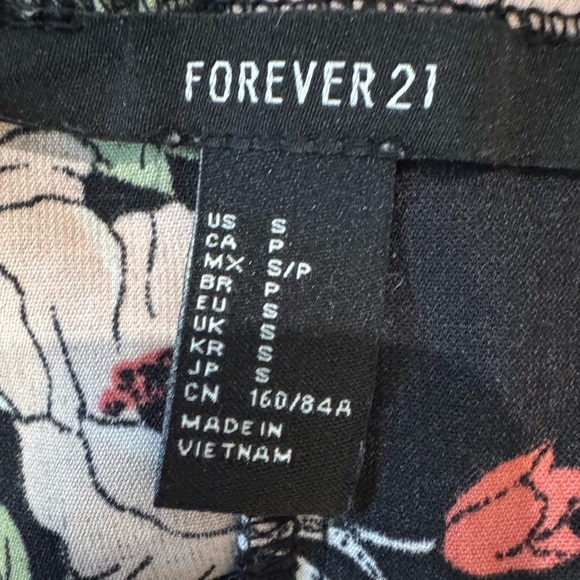 FOREVER 21
US S
CA P
MX S/P
BR P
EU S
UK S
KR S
JP S
CN 160/84A
MADE IN
VIETNAM